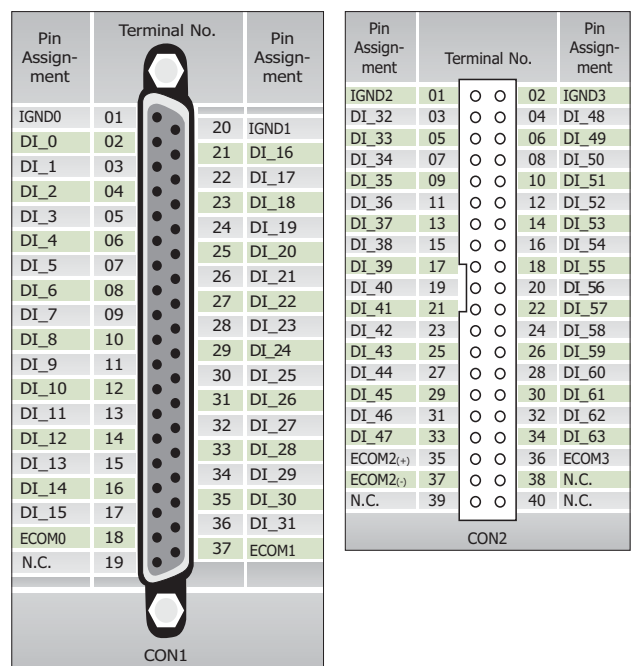 Pin Assign-ment
Terminal No.
Pin Assign-ment
IGND0 01
DI_0 02
DI_1 03
DI_2 04
DI_3 05
DI_4 06
DI_5 07
DI_6 08
DI_7 09
DI_8 10
DI_9 11
DI_10 12
DI_11 13
DI_12 14
DI_13 15
DI_14 16
DI_15 17
ECOM0 18
N.C. 19
20 IGND1
21 DI_16
22 DI_17
23 DI_18
24 DI_19
25 DI_20
26 DI_21
27 DI_22
28 DI_23
29 DI_24
30 DI_25
31 DI_26
32 DI_27
33 DI_28
34 DI_29
35 DI_30
36 DI_31
37 ECOM1
CON1
Pin Assign-ment
Terminal No.
Pin Assign-ment
IGND2 01 02 IGND3
DI_32 03 04 DI_48
DI_33 05 06 DI_49
DI_34 07 08 DI_50
DI_35 09 10 DI_51
DI_36 11 12 DI_52
DI_37 13 14 DI_53
DI_38 15 16 DI_54
DI_39 17 18 DI_55
DI_40 19 20 DI_56
DI_41 21 22 DI_57
DI_42 23 24 DI_58
DI_43 25 26 DI_59
DI_44 27 28 DI_60
DI_45 29 30 DI_61
DI_46 31 32 DI_62
DI_47 33 34 DI_63
ECOM2(+) 35 36 ECOM3
ECOM2(-) 37 38 N.C.
N.C. 39 40 N.C.
CON2